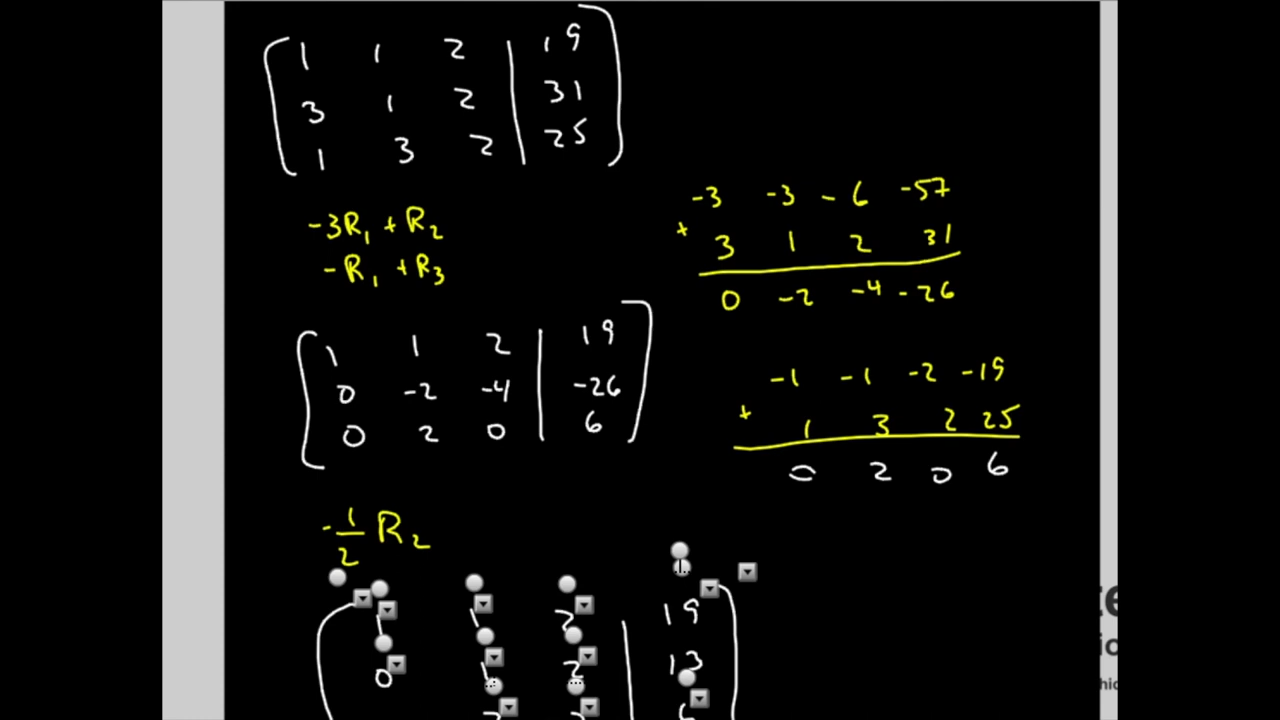 1 1 2 | 19
3 1 2 | 31
1 3 2 | 25
-3R₁ + R₂
-R₁ + R₃
-3 -3 -6 -57
+ 3 1 2 31
0 -2 -4 -26
1 1 2 | 19
0 -2 -4 | -26
0 2 0 | 6
-1 -1 -2 -19
+ 1 3 2 25
0 2 0 6
-1/2 R₂
1 1 2 | 19
0 1 2 | 13